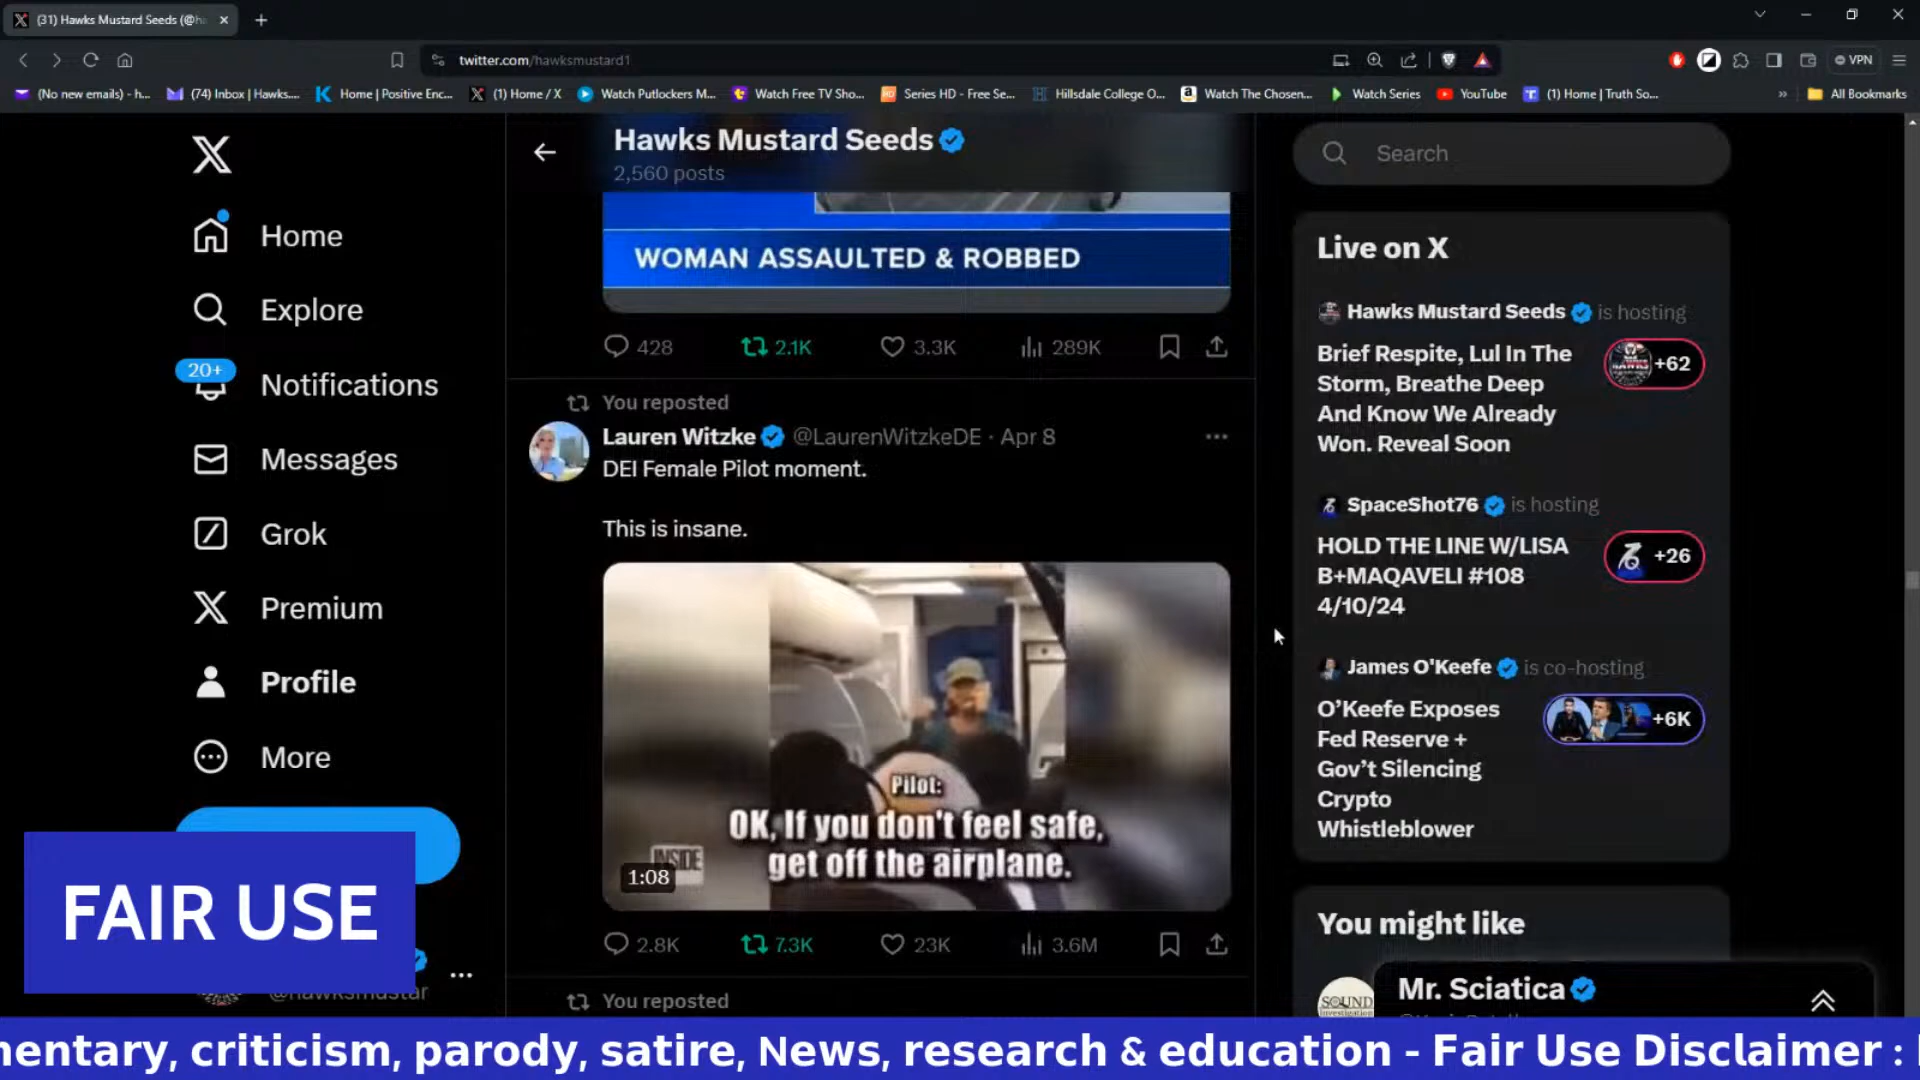 (31) Hawks Mustard Seeds (@ha
twitter.com/hawksmustard1
VPN
(No new emails) – h...
(74) Inbox | Hawks....
Home | Positive Enc...
(1) Home / X
Watch Putlockers M...
Watch Free TV Sho...
Series HD - Free Se...
Hillsdale College O...
Watch The Chosen...
Watch Series
YouTube
(1) Home | Truth So...
All Bookmarks
Home
Explore
20+
Notifications
Messages
Grok
Premium
Profile
More
Hawks Mustard Seeds
2,560 posts
WOMAN ASSAULTED & ROBBED
428
2.1K
3.3K
289K
You reposted
Lauren Witzke @LaurenWitzkeDE · Apr 8
DEI Female Pilot moment.
This is insane.
Pilot:
OK, If you don't feel safe,
get off the airplane.
INSIDE
1:08
2.8K
7.3K
23K
3.6M
You reposted
Search
Live on X
Hawks Mustard Seeds is hosting
Brief Respite, Lul In The
Storm, Breathe Deep
And Know We Already
Won. Reveal Soon
+62
SpaceShot76 is hosting
HOLD THE LINE W/LISA
B+MAQAVELI #108
4/10/24
+26
James O'Keefe is co-hosting
O’Keefe Exposes
Fed Reserve +
Gov’t Silencing
Crypto
Whistleblower
+6K
You might like
SOUND
Mr. Sciatica
FAIR USE
mentary, criticism, parody, satire, News, research & education - Fair Use Disclaimer :